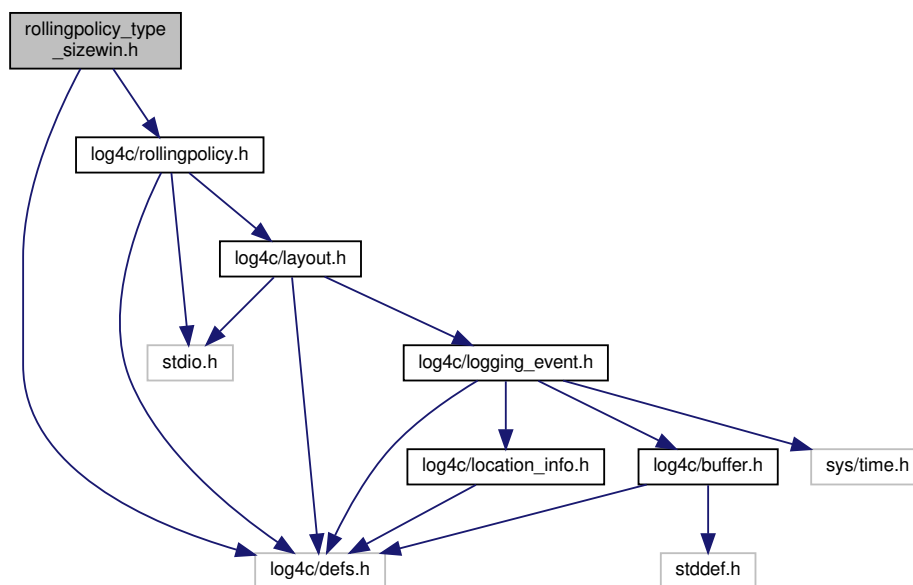 rollingpolicy_type
_sizewin.h
log4c/rollingpolicy.h
log4c/layout.h
stdio.h
log4c/logging_event.h
log4c/location_info.h
log4c/buffer.h
sys/time.h
log4c/defs.h
stddef.h